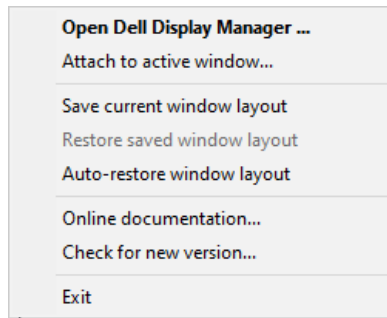 Open Dell Display Manager ...
Attach to active window...
Save current window layout
Restore saved window layout
Auto-restore window layout
Online documentation...
Check for new version...
Exit